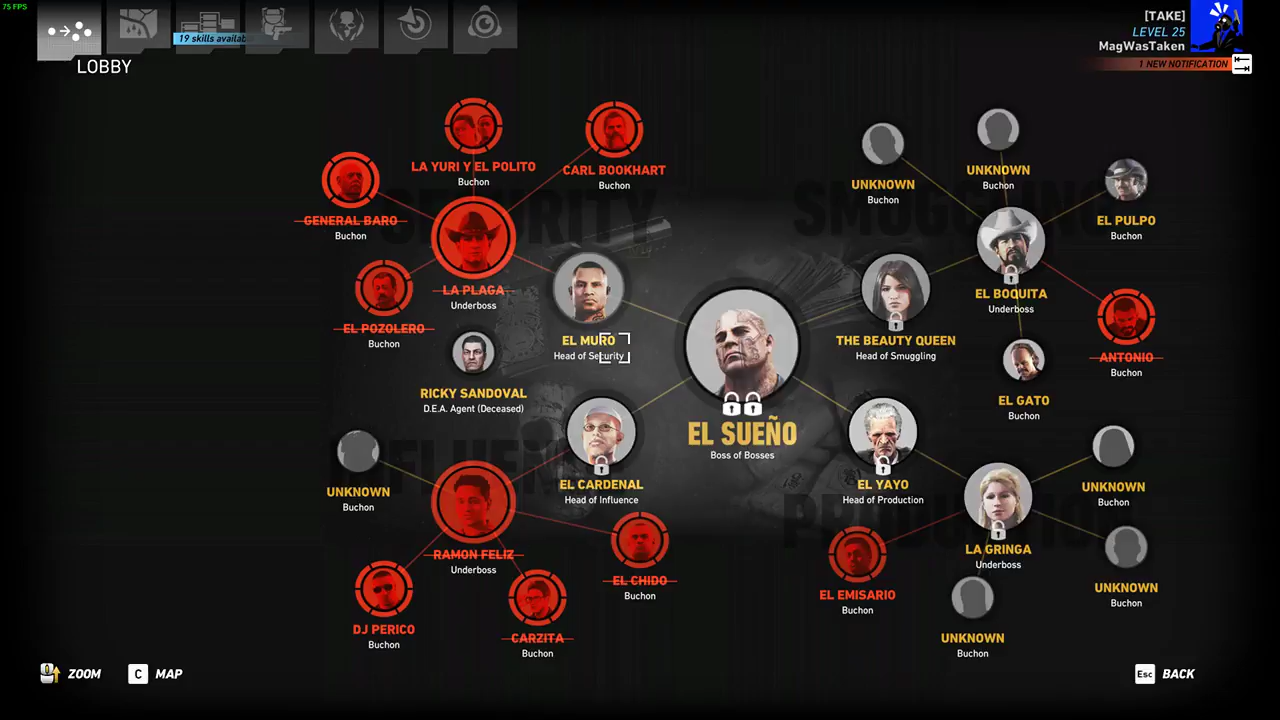 75 FPS
19 skills availab
LOBBY
[TAKE]
LEVEL 25
MagWasTaken
1 NEW NOTIFICATION
SECURITY
SMUGGLING
INFLUENCE
PRODUCTION
LA YURI Y EL POLITO
Buchon
CARL BOOKHART
Buchon
GENERAL BARO
Buchon
LA PLAGA
Underboss
EL POZOLERO
Buchon
EL MURO
Head of Security
RICKY SANDOVAL
D.E.A. Agent (Deceased)
UNKNOWN
Buchon
UNKNOWN
Buchon
EL PULPO
Buchon
EL BOQUITA
Underboss
THE BEAUTY QUEEN
Head of Smuggling
ANTONIO
Buchon
EL GATO
Buchon
EL SUEÑO
Boss of Bosses
EL CARDENAL
Head of Influence
UNKNOWN
Buchon
RAMON FELIZ
Underboss
EL CHIDO
Buchon
DJ PERICO
Buchon
CARZITA
Buchon
EL YAYO
Head of Production
UNKNOWN
Buchon
LA GRINGA
Underboss
EL EMISARIO
Buchon
UNKNOWN
Buchon
UNKNOWN
Buchon
ZOOM
C MAP
Esc BACK